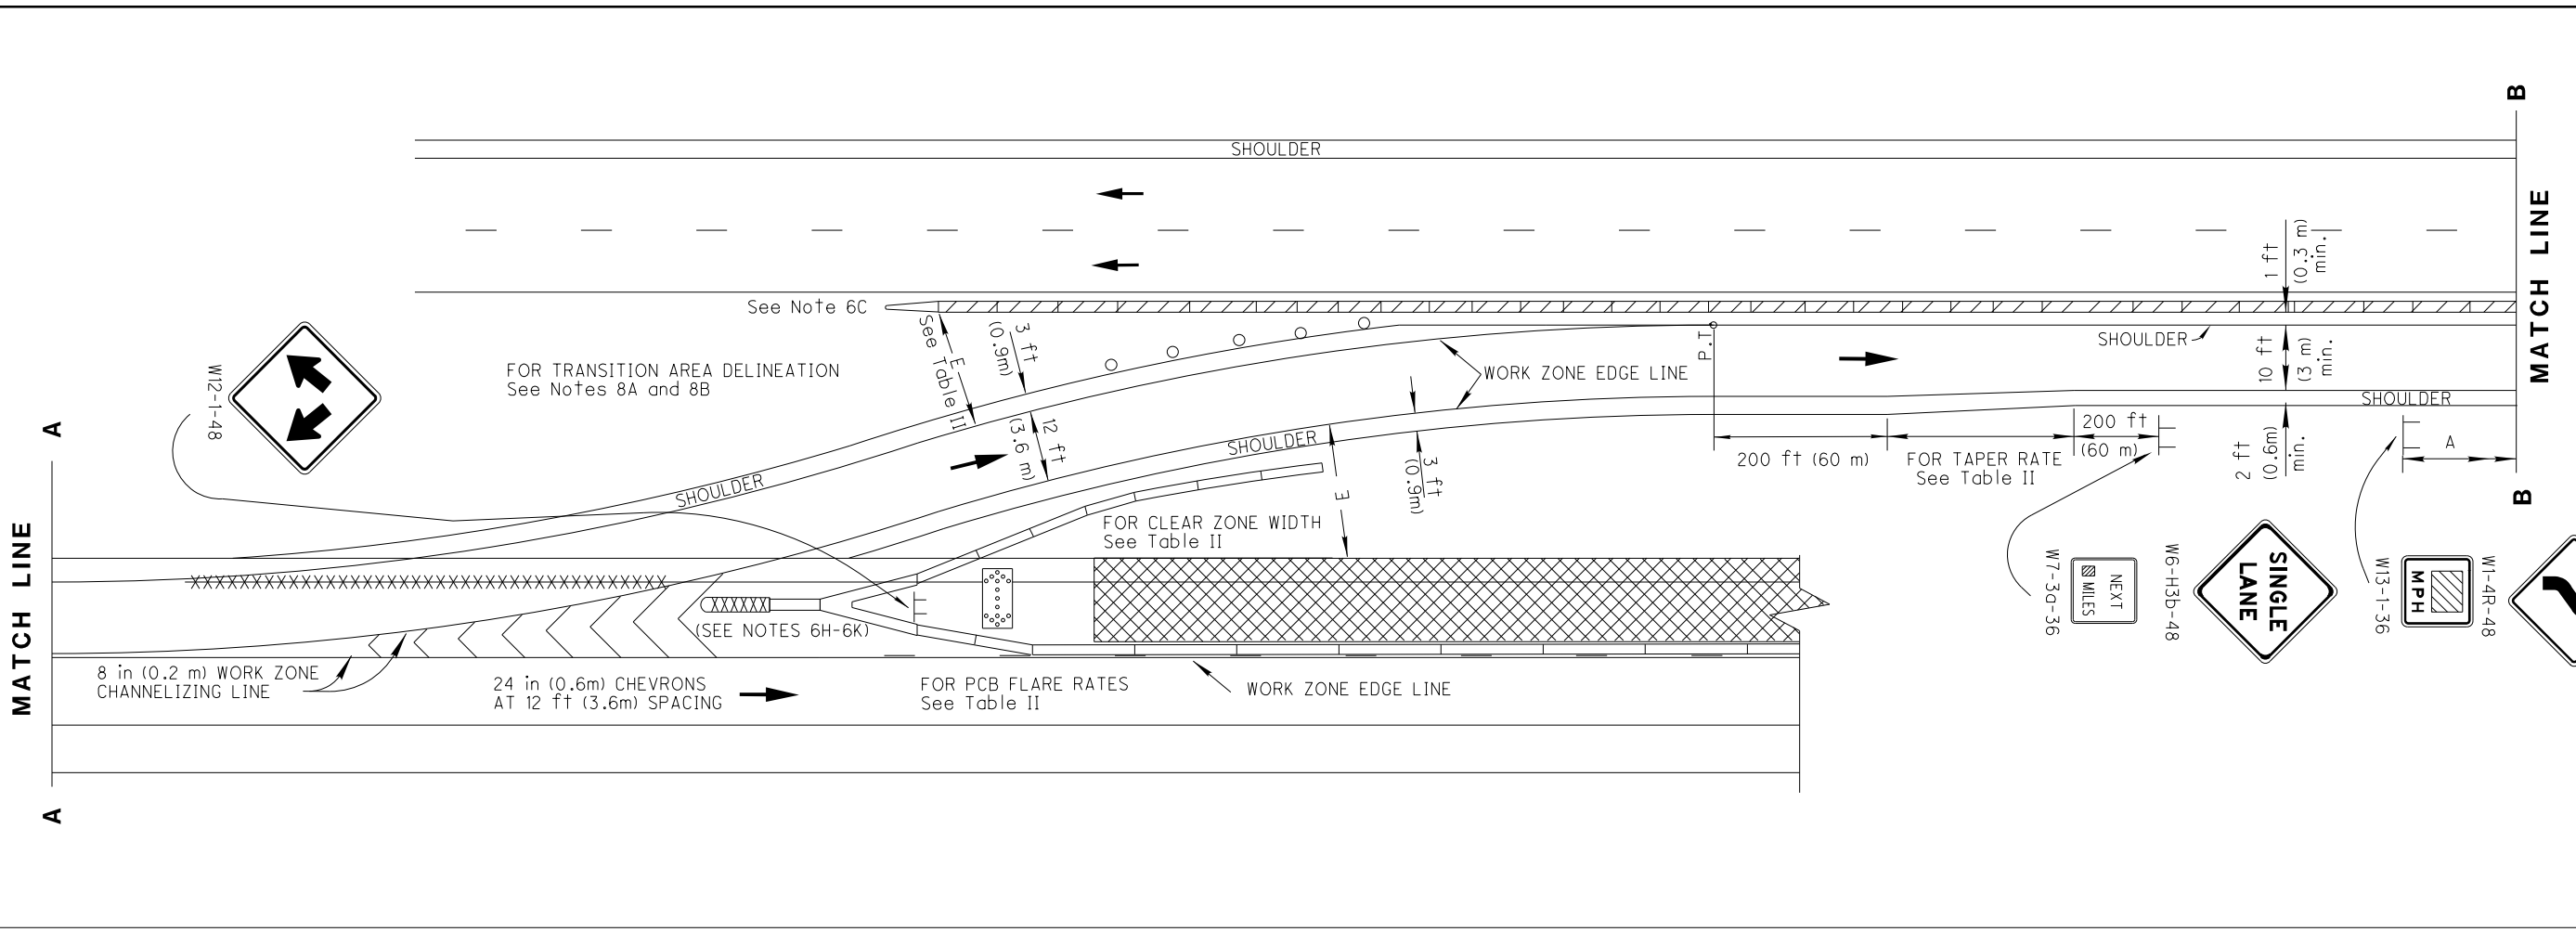 SHOULDER
B
MATCH LINE
1 ft
(0.3 m)
min.
See Note 6C
E
See Table II
3 ft
(0.9m)
FOR TRANSITION AREA DELINEATION
See Notes 8A and 8B
W12-1-48
P.T.
WORK ZONE EDGE LINE
SHOULDER
10 ft
(3 m)
min.
SHOULDER
A
12 ft
(3.6 m)
SHOULDER
SHOULDER
E
3 ft
(0.9m)
200 ft (60 m)
FOR TAPER RATE
See Table II
200 ft
(60 m)
2 ft
(0.6m)
min.
A
B
FOR CLEAR ZONE WIDTH
See Table II
MATCH LINE
(SEE NOTES 6H-6K)
8 in (0.2 m) WORK ZONE
CHANNELIZING LINE
24 in (0.6m) CHEVRONS
AT 12 ft (3.6m) SPACING
FOR PCB FLARE RATES
See Table II
WORK ZONE EDGE LINE
W7-3a-36
NEXT
MILES
W6-H3b-48
SINGLE
LANE
W13-1-36
MPH
W1-4R-48
A